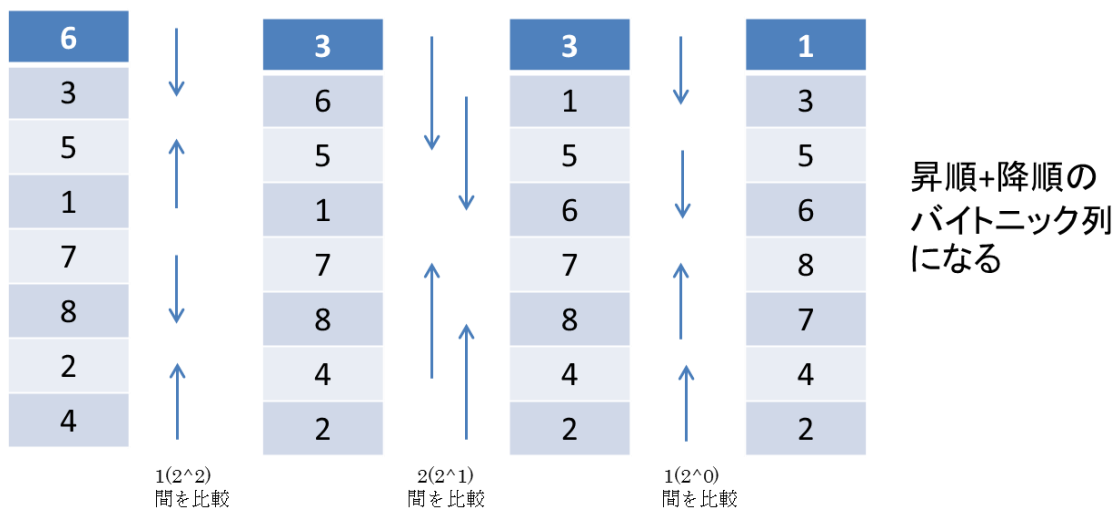 6 3 3 1
3 6 1 3
5 5 5 5
1 1 6 6
7 7 7 8
8 8 8 7
2 4 4 4
4 2 2 2
昇順+降順の
バイトニック列
になる
1(2^2)
間を比較
2(2^1)
間を比較
1(2^0)
間を比較